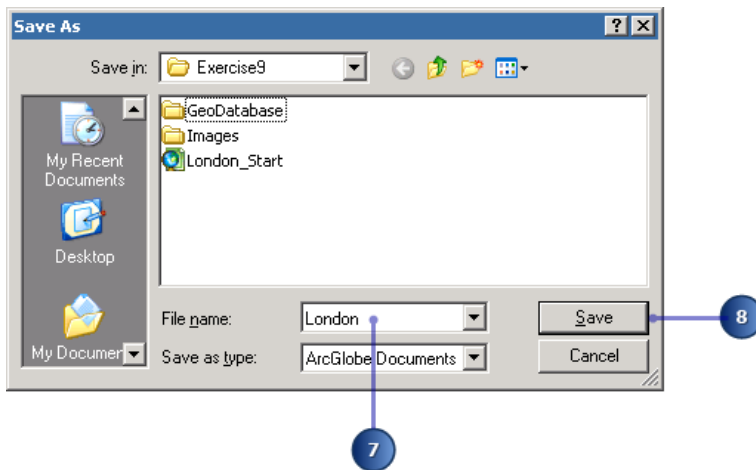 Save As
Save in: Exercise9
GeoDatabase
Images
London_Start
My Recent
Documents
Desktop
My Documen
File name: London
Save 8
Save as type: ArcGlobe Documents
Cancel
7